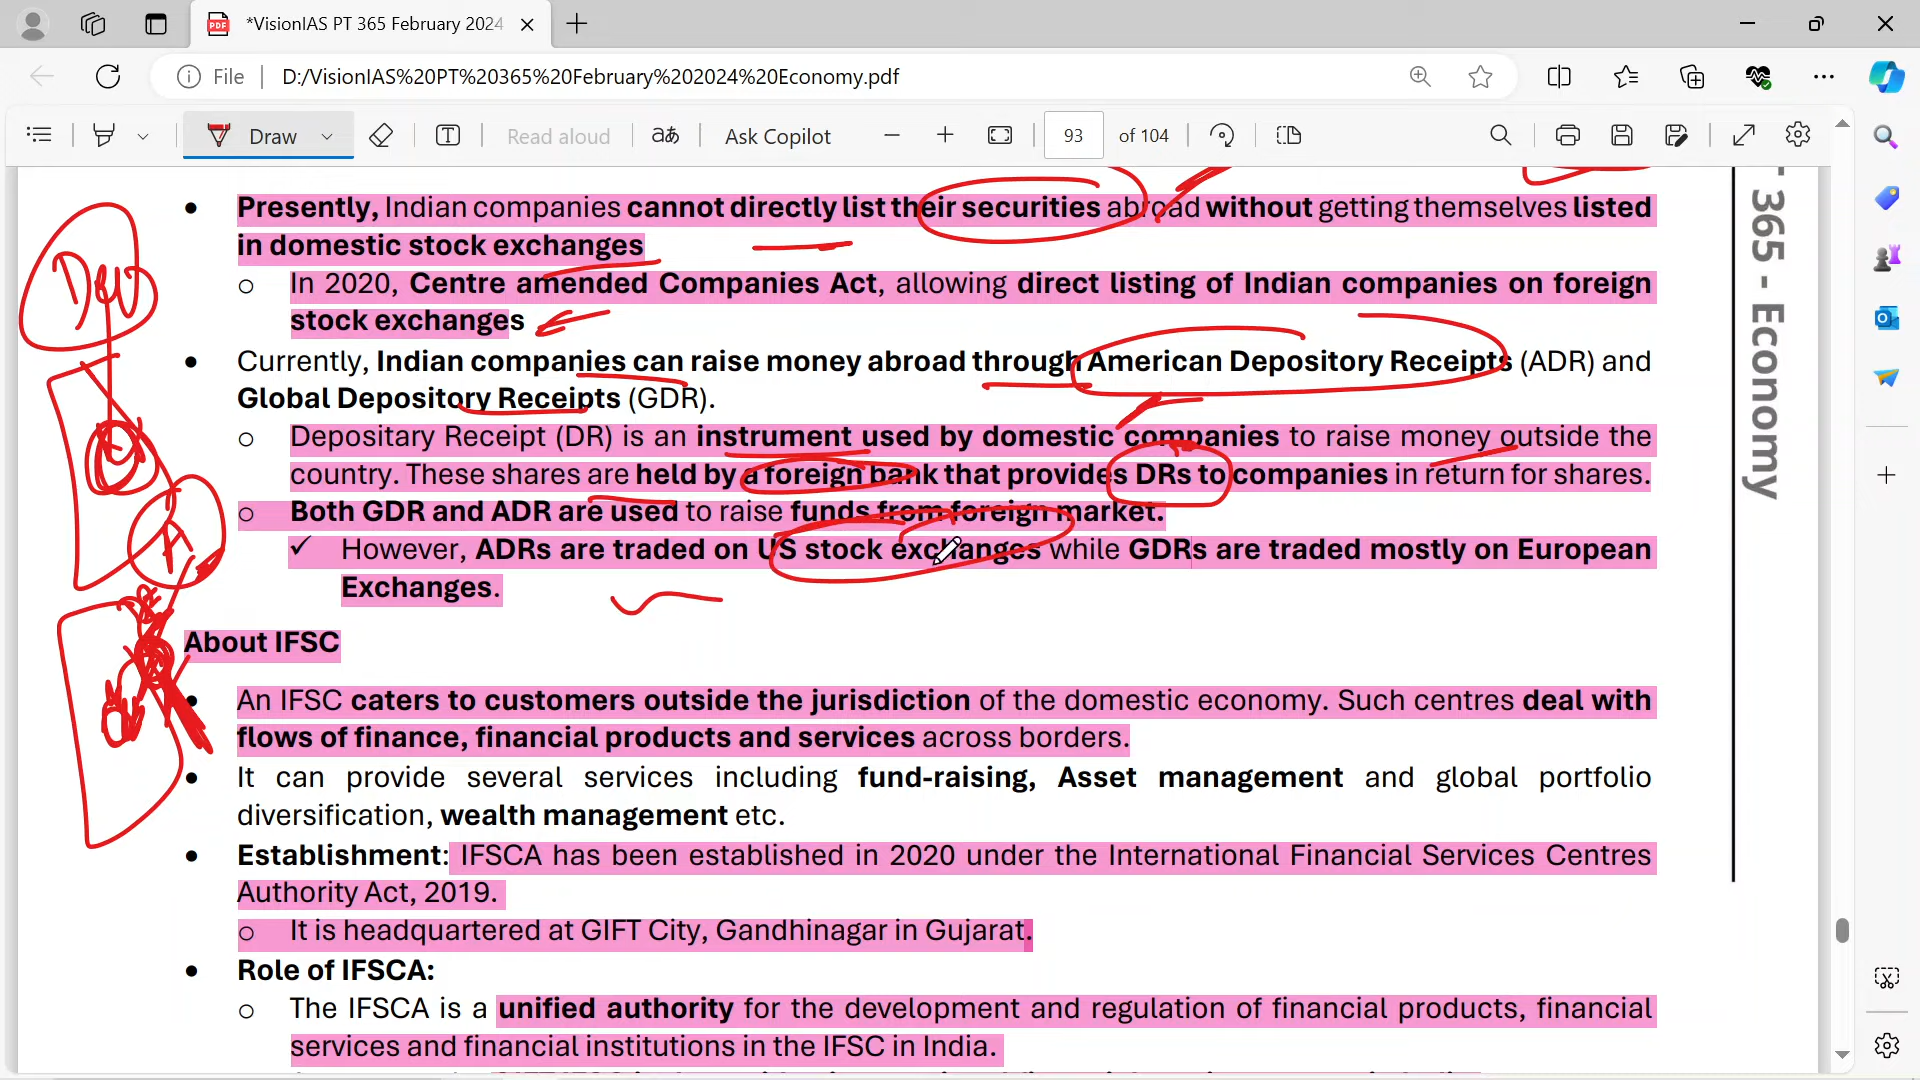 *VisionIAS PT 365 February 2024
File
D:/VisionIAS%20PT%20365%20February%202024%20Economy.pdf
Draw
Read aloud
aあ
Ask Copilot
93 of 104
• Presently, Indian companies cannot directly list their securities abroad without getting themselves listed
in domestic stock exchanges
o In 2020, Centre amended Companies Act, allowing direct listing of Indian companies on foreign
stock exchanges
• Currently, Indian companies can raise money abroad through American Depository Receipts (ADR) and
Global Depository Receipts (GDR).
o Depositary Receipt (DR) is an instrument used by domestic companies to raise money outside the
country. These shares are held by a foreign bank that provides DRs to companies in return for shares.
o Both GDR and ADR are used to raise funds from foreign market.
✓ However, ADRs are traded on US stock exchanges while GDRs are traded mostly on European
Exchanges.
About IFSC
• An IFSC caters to customers outside the jurisdiction of the domestic economy. Such centres deal with
flows of finance, financial products and services across borders.
• It can provide several services including fund-raising, Asset management and global portfolio
diversification, wealth management etc.
• Establishment: IFSCA has been established in 2020 under the International Financial Services Centres
Authority Act, 2019.
o It is headquartered at GIFT City, Gandhinagar in Gujarat.
• Role of IFSCA:
o The IFSCA is a unified authority for the development and regulation of financial products, financial
services and financial institutions in the IFSC in India.
365 - Economy